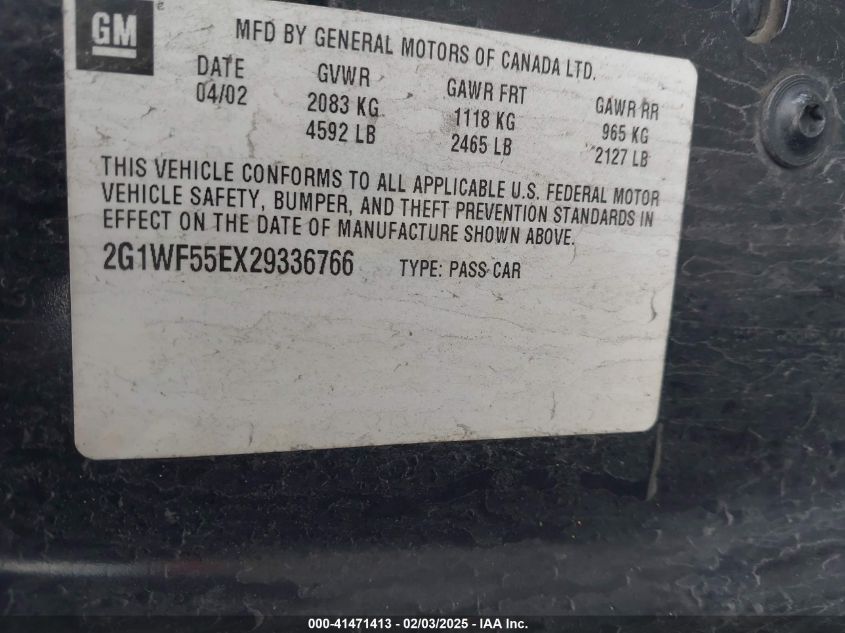 GM
MFD BY GENERAL MOTORS OF CANADA LTD.
DATE GVWR GAWR FRT GAWR RR
04/02 2083 KG 1118 KG 965 KG
4592 LB 2465 LB 2127 LB
THIS VEHICLE CONFORMS TO ALL APPLICABLE U.S. FEDERAL MOTOR
VEHICLE SAFETY, BUMPER, AND THEFT PREVENTION STANDARDS IN
EFFECT ON THE DATE OF MANUFACTURE SHOWN ABOVE.
2G1WF55EX29336766 TYPE: PASS CAR
000-41471413 - 02/03/2025 - IAA Inc.